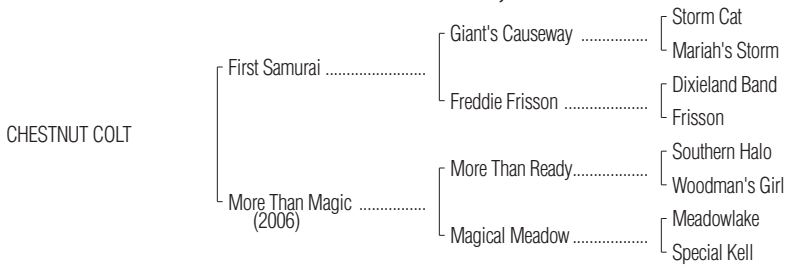 Storm Cat
Giant's Causeway ................
Mariah's Storm
First Samurai ........................
Dixieland Band
Freddie Frisson ....................
Frisson
CHESTNUT COLT
Southern Halo
More Than Ready..................
Woodman's Girl
More Than Magic ................
(2006)
Meadowlake
Magical Meadow ..................
Special Kell